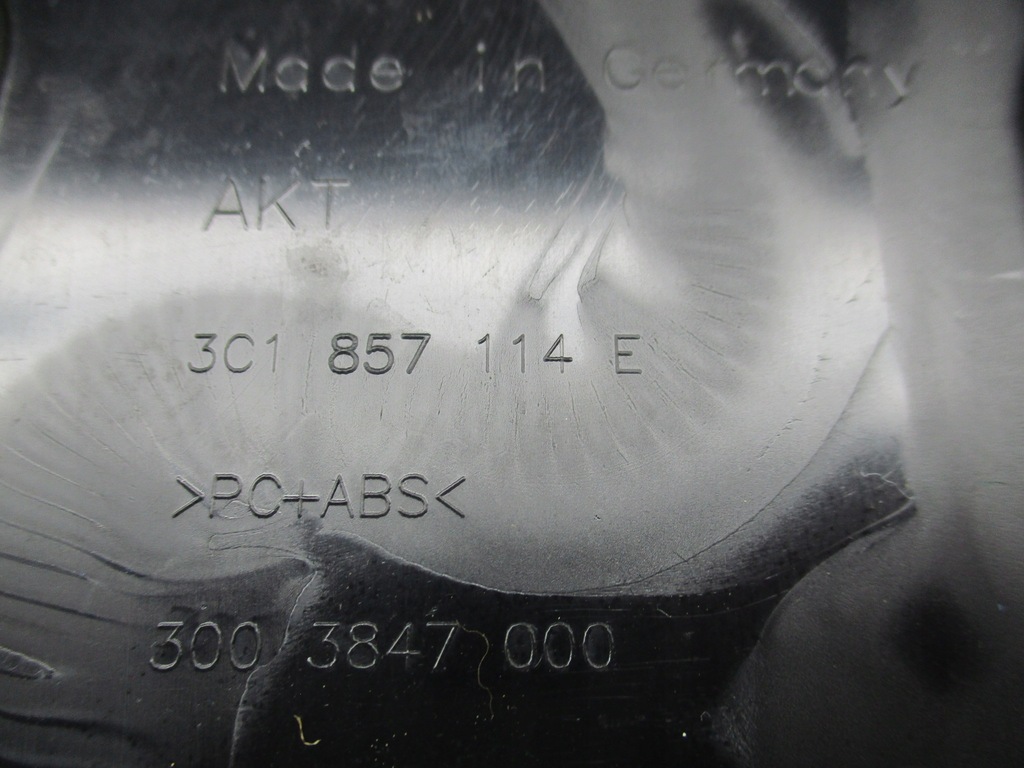 Made in Germany
AKT
3C1 857 114 E
>PC+ABS<
300 3847 000